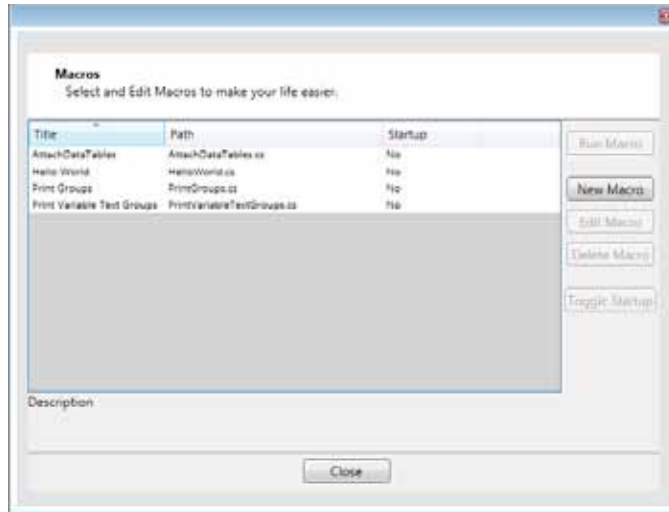 Macros
Select and Edit Macros to make your life easier.
Title Path Startup
AttachDataTables AttachDataTables.cs No
Hello World HelloWorld.cs No
Print Groups PrintGroups.cs No
Print Variable Text Groups PrintVariableTextGroups.cs No
Run Macro
New Macro
Edit Macro
Delete Macro
Toggle Startup
Description
Close